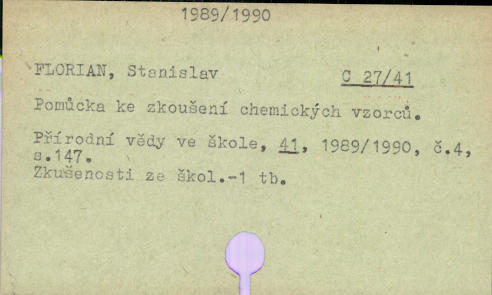 1989/1990
FLORIAN, Stanislav C 27/41
Pomůcka ke zkoušení chemických vzorců.
Přírodní vědy ve škole, 41, 1989/1990, č.4,
s.147.
Zkušenosti ze škol.-1 tb.